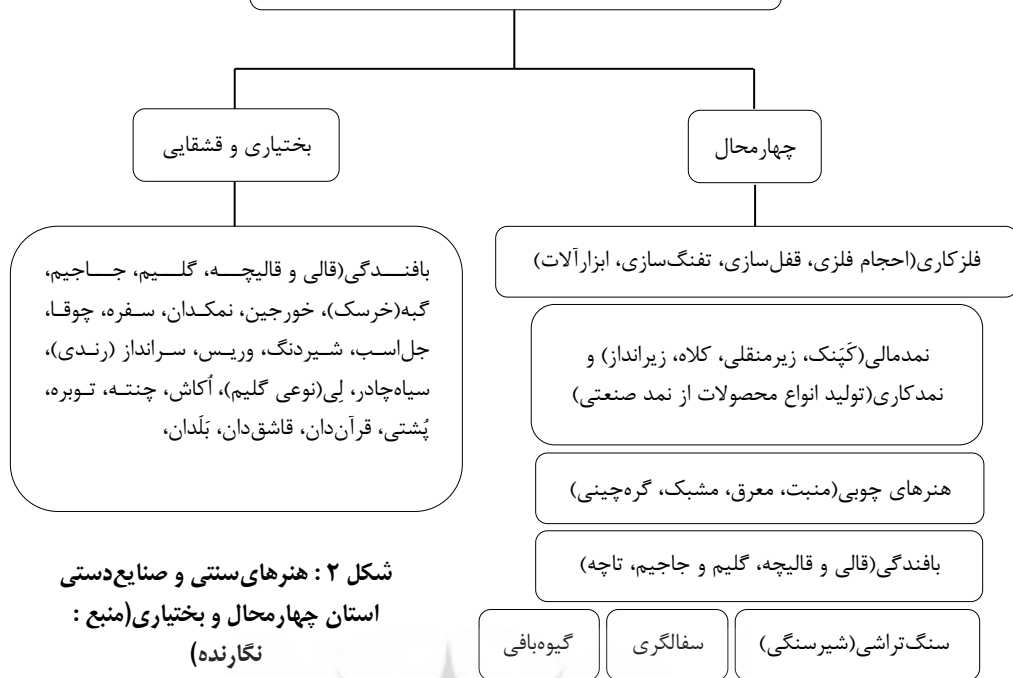 چهارمحال
بختیاری و قشقایی
فلزکاری(احجام فلزی، قفل‌سازی، تفنگ‌سازی، ابزارآلات)
نمدمالی(کَپَنک، زیرمنقلی، کلاه، زیرانداز) و
نمدکاری(تولید انواع محصولات از نمد صنعتی)
هنرهای چوبی(منبت، معرق، مشبک، گره‌چینی)
بافندگی(قالی و قالیچه، گلیم و جاجیم، تاچه)
سنگ‌تراشی(شیرسنگی)
سفالگری
گیوه‌بافی
بافندگی(قالی و قالیچه، گلیم، جاجیم،
گبه(خرسک)، خورجین، نمکدان، سفره، چوقا،
جل‌اسب، شیردنگ، وریس، سرانداز (رندی)،
سیاه‌چادر، لِی(نوعی گلیم)، اُکاش، چنته، توبره،
پُشتی، قرآن‌دان، قاشق‌دان، بَلَدان،
شکل ۲ : هنرهای‌سنتی و صنایع‌دستی
استان چهارمحال و بختیاری(منبع :
نگارنده)